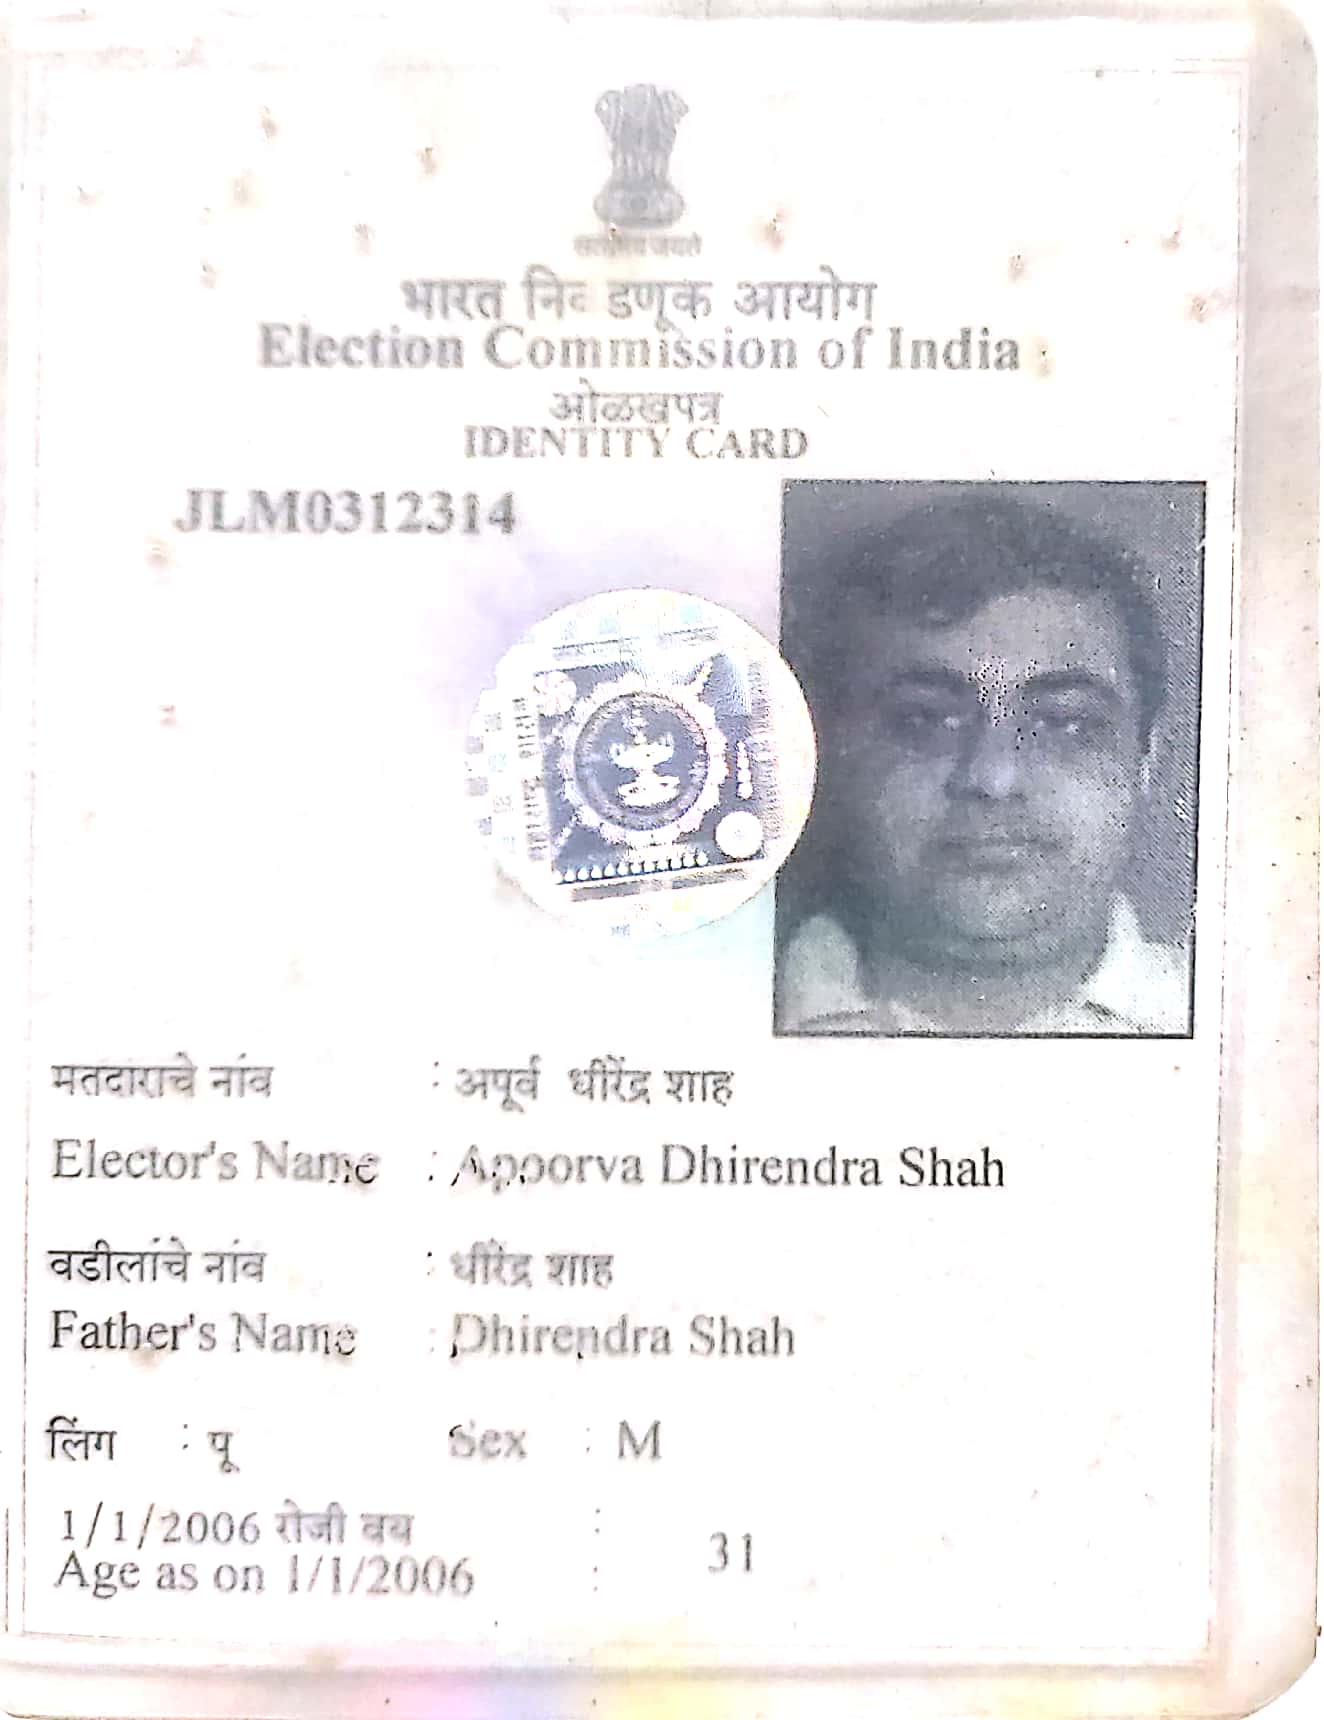 सत्यमेव जयते
भारत निवडणूक आयोग
Election Commission of India
ओळखपत्र
IDENTITY CARD
JLM0312314
मतदाराचे नांव : अपूर्व धीरेंद्र शाह
Elector's Name : Apoorva Dhirendra Shah
वडीलांचे नांव : धीरेंद्र शाह
Father's Name : Dhirendra Shah
लिंग : पू Sex : M
1/1/2006 रोजी वय :
Age as on 1/1/2006 : 31